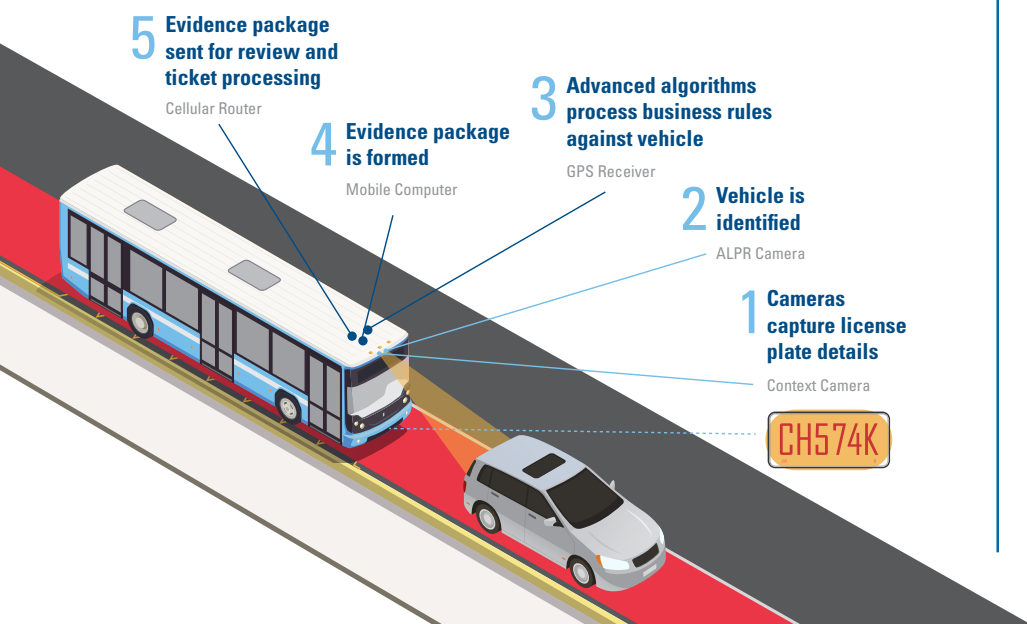 5
Evidence package
sent for review and
ticket processing
Cellular Router
4
Evidence package
is formed
Mobile Computer
3
Advanced algorithms
process business rules
against vehicle
GPS Receiver
2
Vehicle is
identified
ALPR Camera
1
Cameras
capture license
plate details
Context Camera
CH574K